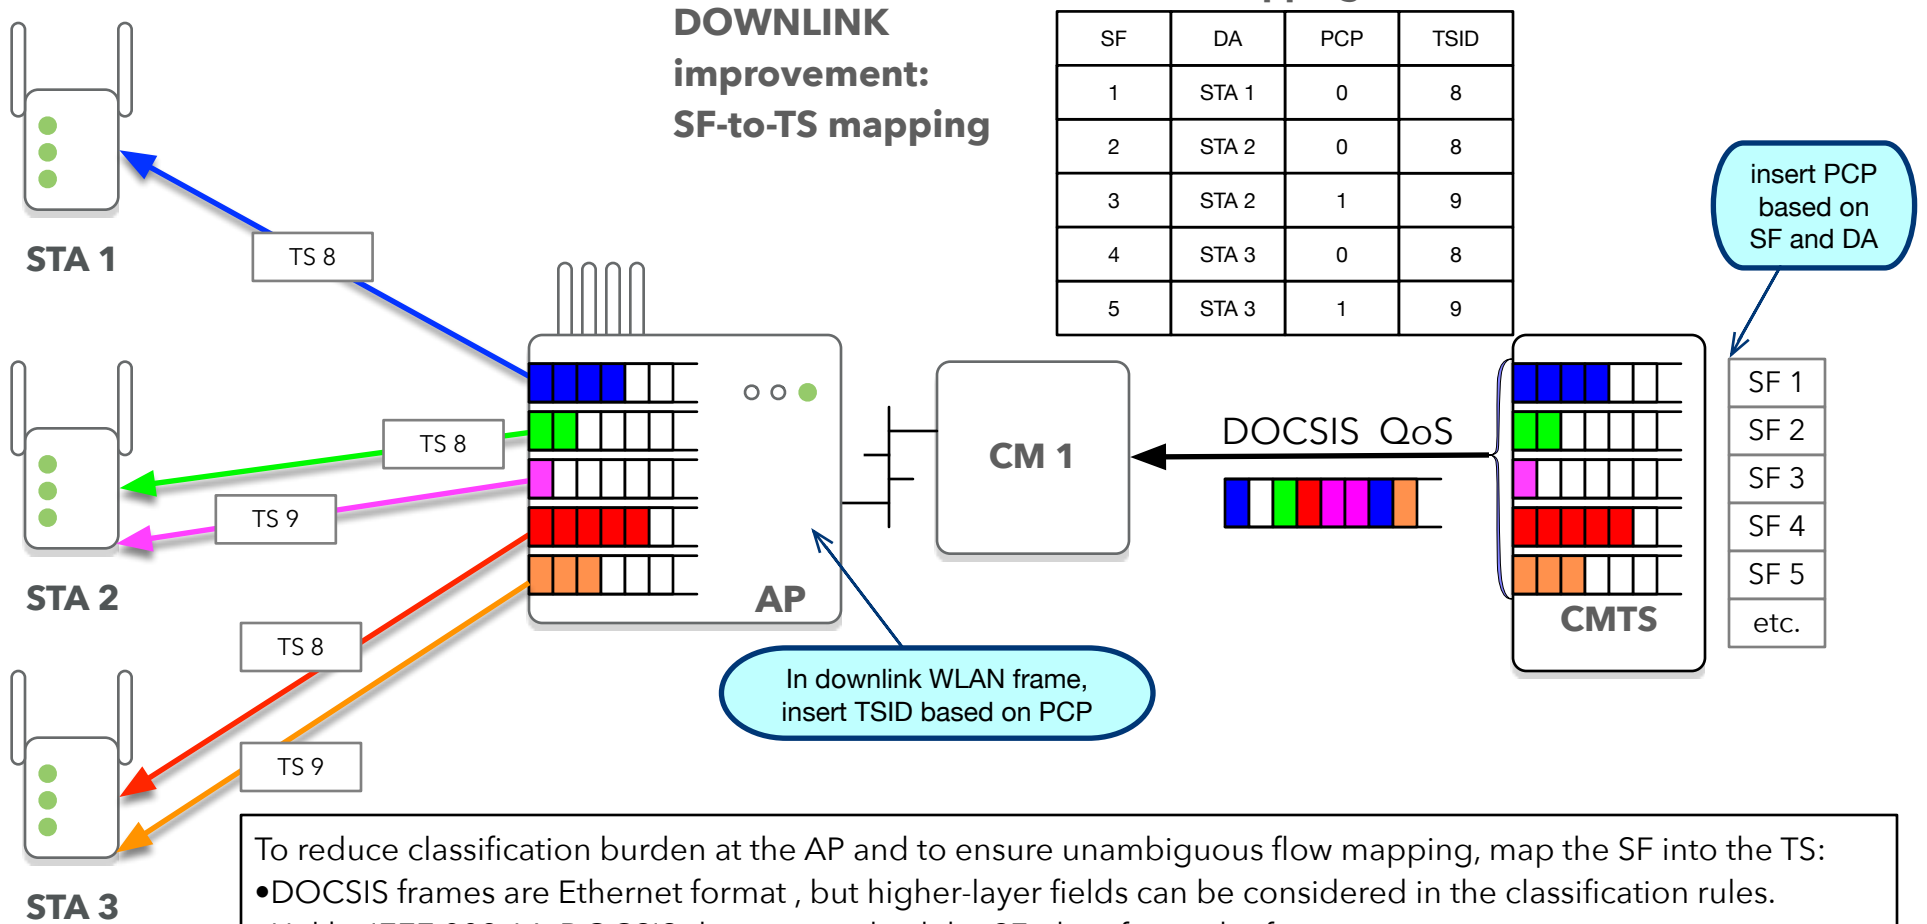 DOWNLINK
improvement:
SF-to-TS mapping
SF DA PCP TSID
1 STA 1 0 8
2 STA 2 0 8
3 STA 2 1 9
4 STA 3 0 8
5 STA 3 1 9
insert PCP
based on
SF and DA
STA 1
TS 8
TS 8
TS 9
STA 2
TS 8
TS 9
STA 3
AP
CM 1
DOCSIS QoS
CMTS
SF 1
SF 2
SF 3
SF 4
SF 5
etc.
In downlink WLAN frame,
insert TSID based on PCP
To reduce classification burden at the AP and to ensure unambiguous flow mapping, map the SF into the TS:
•DOCSIS frames are Ethernet format , but higher-layer fields can be considered in the classification rules.